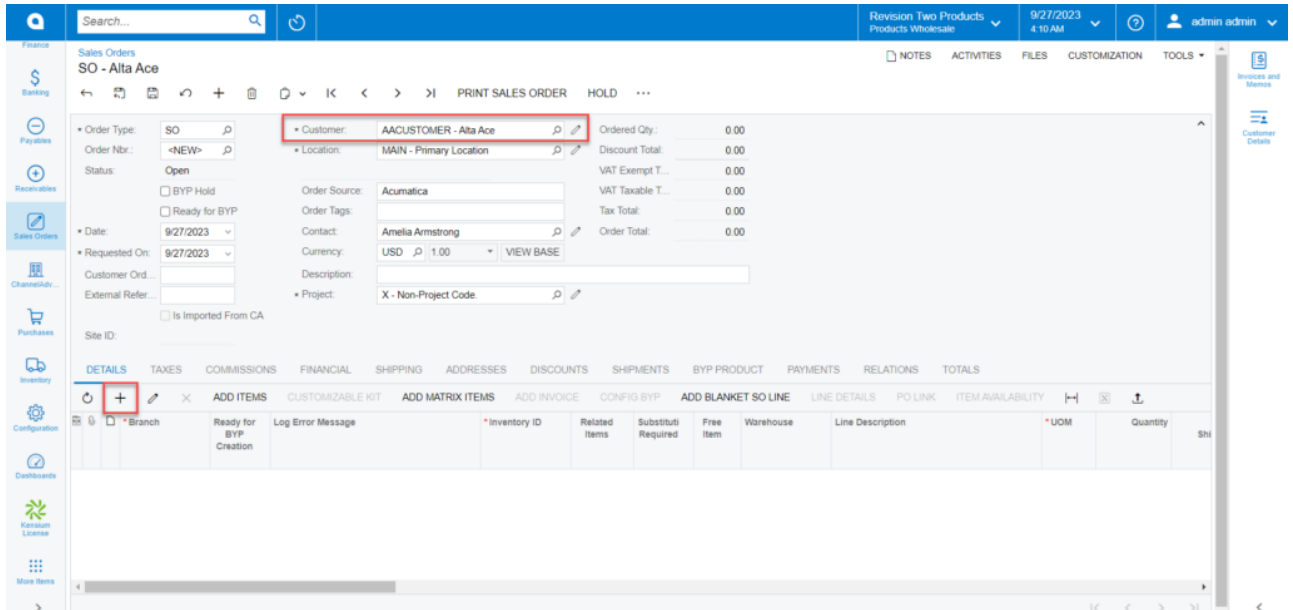 Search...
Revision Two Products
Products Wholesale
9/27/2023
4:10 AM
admin admin
Finance
Banking
Payables
Receivables
Sales Orders
ChannelAdv...
Purchases
Inventory
Configuration
Dashboards
Kensium
License
More Items
Sales Orders
SO - Alta Ace
NOTES ACTIVITIES FILES CUSTOMIZATION TOOLS
PRINT SALES ORDER HOLD ...
Invoices and
Memos
Customer
Details
* Order Type: SO * Customer: AACUSTOMER - Alta Ace Ordered Qty.: 0.00
Order Nbr.: <NEW> * Location: MAIN - Primary Location Discount Total: 0.00
Status: Open VAT Exempt T... 0.00
BYP Hold Order Source: Acumatica VAT Taxable T... 0.00
Ready for BYP Order Tags: Tax Total: 0.00
* Date: 9/27/2023 Contact: Amelia Armstrong Order Total: 0.00
* Requested On: 9/27/2023 Currency: USD 1.00 VIEW BASE
Customer Ord... Description:
External Refer... * Project: X - Non-Project Code.
Is Imported From CA
Site ID:
DETAILS TAXES COMMISSIONS FINANCIAL SHIPPING ADDRESSES DISCOUNTS SHIPMENTS BYP PRODUCT PAYMENTS RELATIONS TOTALS
ADD ITEMS CUSTOMIZABLE KIT ADD MATRIX ITEMS ADD INVOICE CONFIG BYP ADD BLANKET SO LINE LINE DETAILS PO LINK ITEM AVAILABILITY
* Branch Ready for Log Error Message * Inventory ID Related Substituti Free Warehouse Line Description * UOM Quantity
BYP Items Required Item Shi
Creation